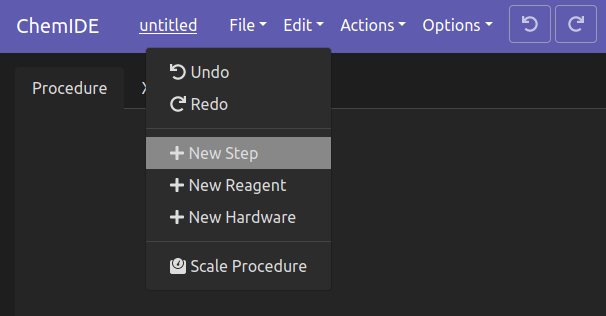 ChemIDE untitled File Edit Actions Options
Procedure X
Undo
Redo
New Step
New Reagent
New Hardware
Scale Procedure